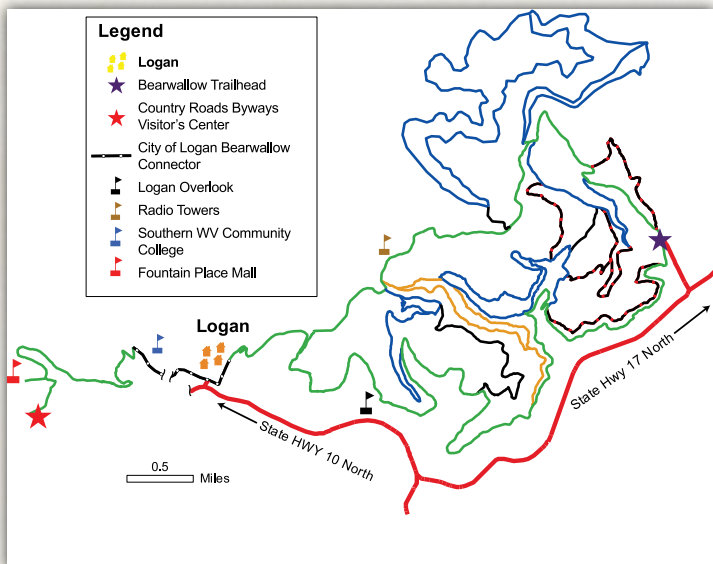 Legend
Logan
Bearwallow Trailhead
Country Roads Byways
Visitor's Center
City of Logan Bearwallow
Connector
Logan Overlook
Radio Towers
Southern WV Community
College
Fountain Place Mall
Logan
State HWY 10 North
State Hwy 17 North
0.5
Miles